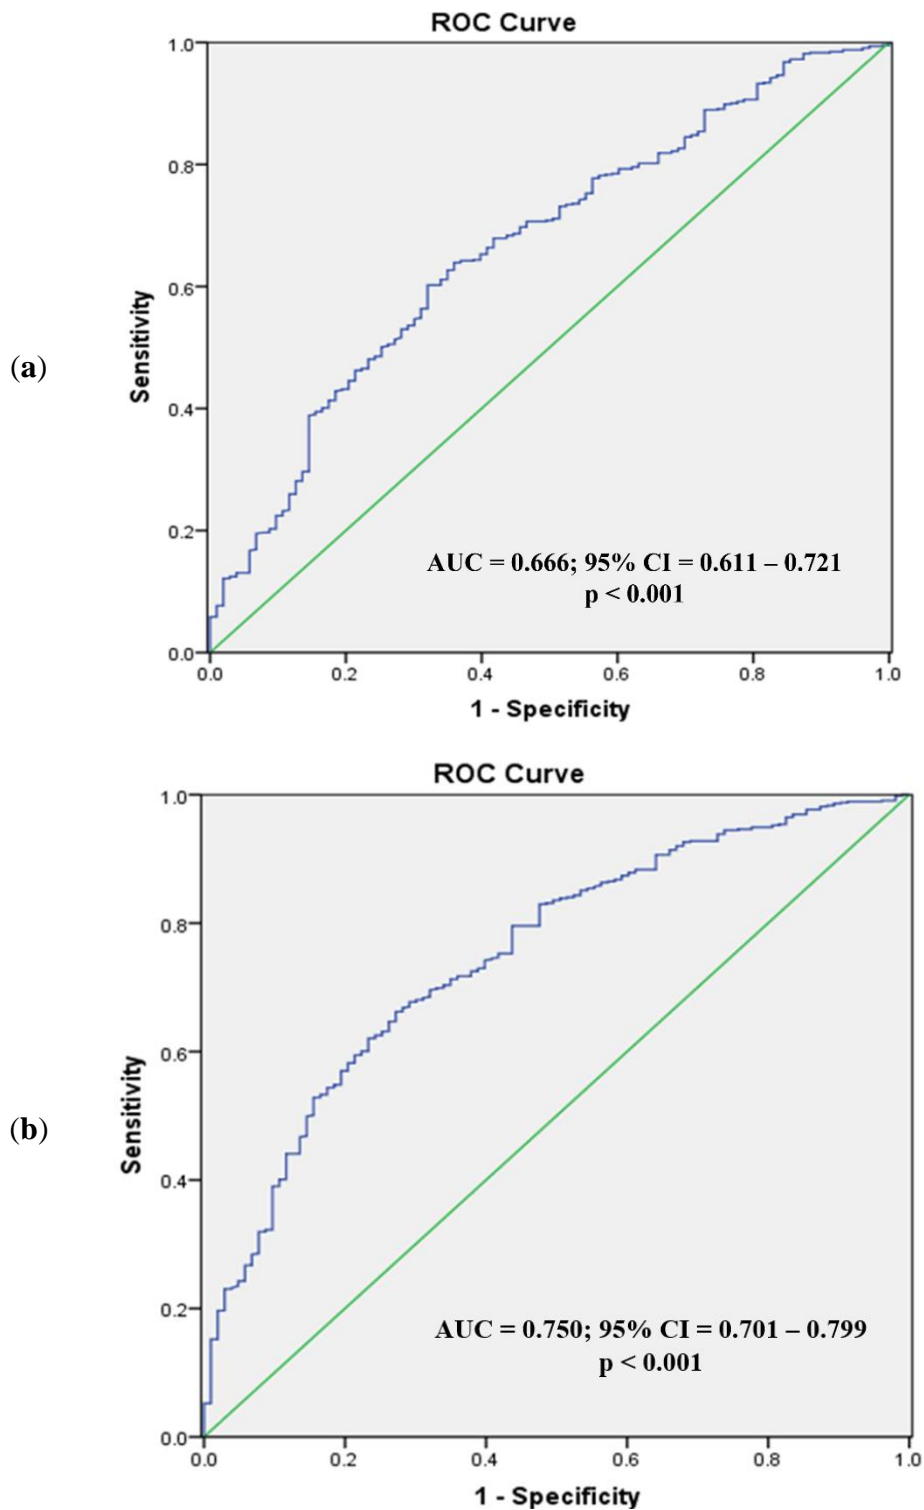 ROC Curve
1.0
0.8
0.6
0.4
0.2
0.0
Sensitivity
(a)
AUC = 0.666; 95% CI = 0.611 – 0.721
p < 0.001
0.0 0.2 0.4 0.6 0.8 1.0
1 - Specificity
ROC Curve
1.0
0.8
0.6
0.4
0.2
0.0
Sensitivity
(b)
AUC = 0.750; 95% CI = 0.701 – 0.799
p < 0.001
0.0 0.2 0.4 0.6 0.8 1.0
1 - Specificity